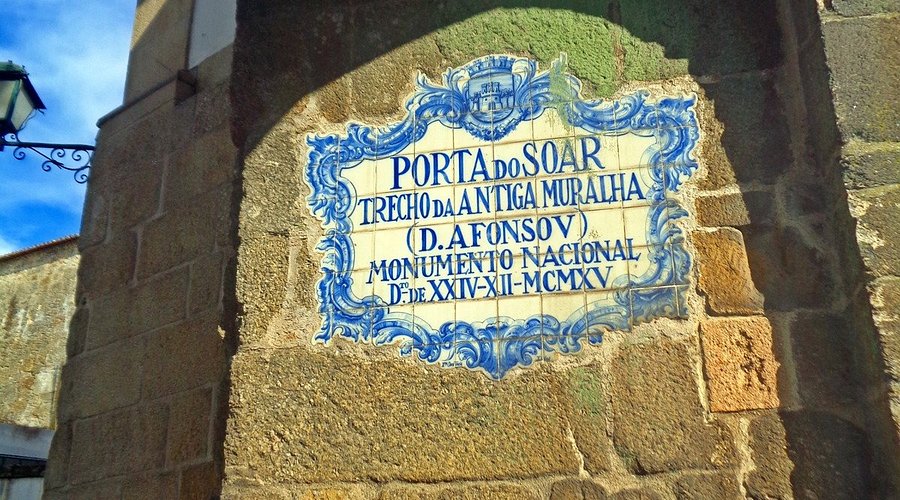 PORTA DO SOAR
TRECHO DA ANTIGA MURALHA
(D. AFONSO V)
MONUMENTO NACIONAL
D.TO DE XXIV-XII-MCMXV